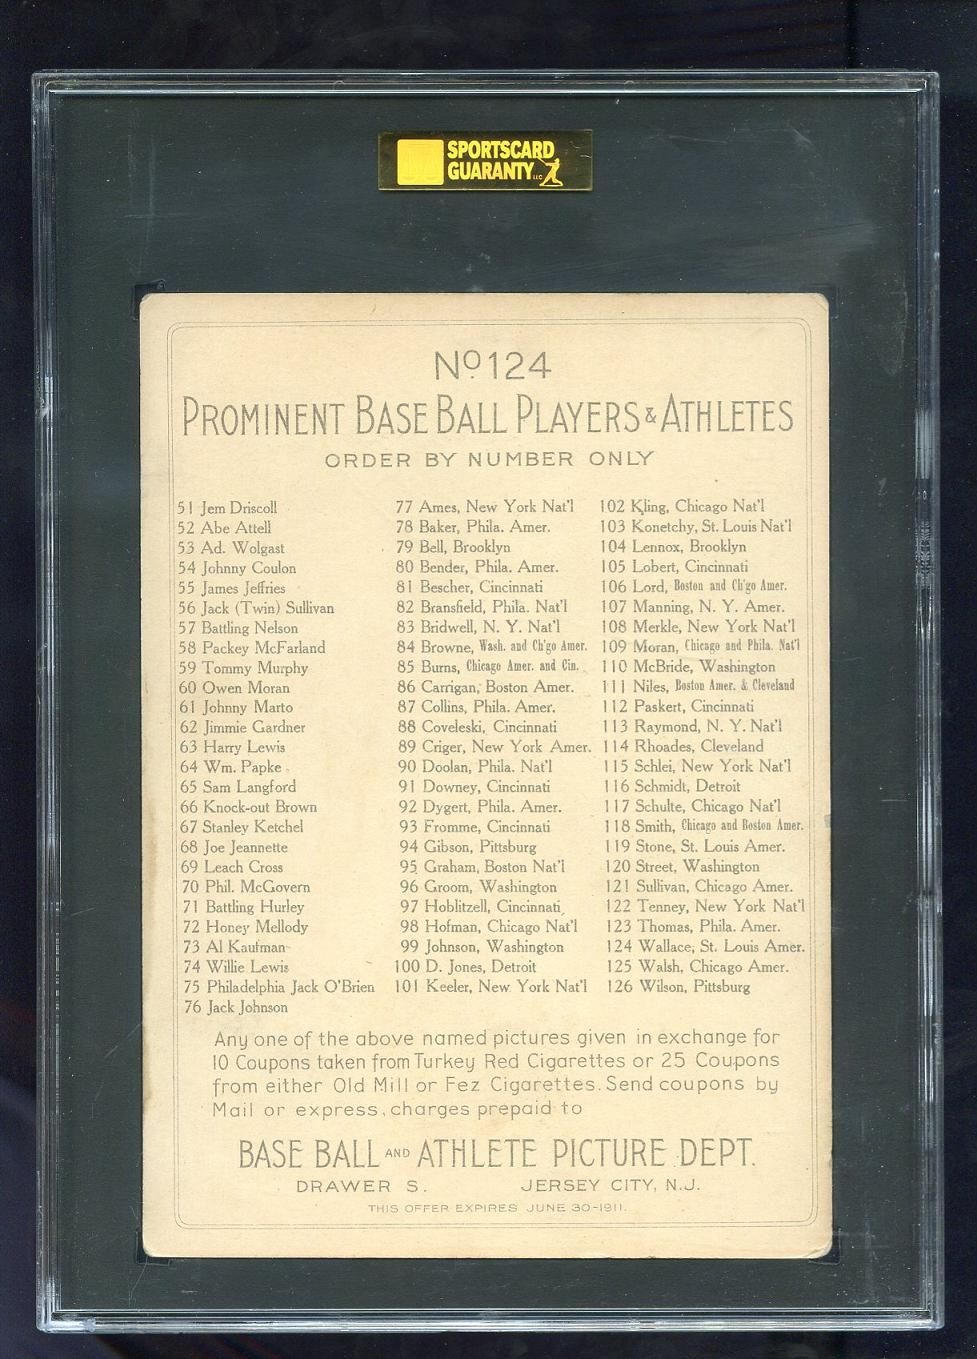 SPORTSCARD
GUARANTY LLC
Nº 124
PROMINENT BASE BALL PLAYERS & ATHLETES
ORDER BY NUMBER ONLY
51 Jem Driscoll
52 Abe Attell
53 Ad. Wolgast
54 Johnny Coulon
55 James Jeffries
56 Jack (Twin) Sullivan
57 Battling Nelson
58 Packey McFarland
59 Tommy Murphy
60 Owen Moran
61 Johnny Marto
62 Jimmie Gardner
63 Harry Lewis
64 Wm. Papke
65 Sam Langford
66 Knock-out Brown
67 Stanley Ketchel
68 Joe Jeannette
69 Leach Cross
70 Phil. McGovern
71 Battling Hurley
72 Honey Mellody
73 Al Kaufman
74 Willie Lewis
75 Philadelphia Jack O'Brien
76 Jack Johnson
77 Ames, New York Nat'l
78 Baker, Phila. Amer.
79 Bell, Brooklyn
80 Bender, Phila. Amer.
81 Bescher, Cincinnati
82 Bransfield, Phila. Nat'l
83 Bridwell, N. Y. Nat'l
84 Browne, Wash. and Ch'go Amer.
85 Burns, Chicago Amer. and Cin.
86 Carrigan, Boston Amer.
87 Collins, Phila. Amer.
88 Coveleski, Cincinnati
89 Criger, New York Amer.
90 Doolan, Phila. Nat'l
91 Downey, Cincinnati
92 Dygert, Phila. Amer.
93 Fromme, Cincinnati
94 Gibson, Pittsburg
95 Graham, Boston Nat'l
96 Groom, Washington
97 Hoblitzell, Cincinnati
98 Hofman, Chicago Nat'l
99 Johnson, Washington
100 D. Jones, Detroit
101 Keeler, New York Nat'l
102 Kling, Chicago Nat'l
103 Konetchy, St. Louis Nat'l
104 Lennox, Brooklyn
105 Lobert, Cincinnati
106 Lord, Boston and Ch'go Amer.
107 Manning, N. Y. Amer.
108 Merkle, New York Nat'l
109 Moran, Chicago and Phila. Nat'l
110 McBride, Washington
111 Niles, Boston Amer. & Cleveland
112 Paskert, Cincinnati
113 Raymond, N. Y. Nat'l
114 Rhoades, Cleveland
115 Schlei, New York Nat'l
116 Schmidt, Detroit
117 Schulte, Chicago Nat'l
118 Smith, Chicago and Boston Amer.
119 Stone, St. Louis Amer.
120 Street, Washington
121 Sullivan, Chicago Amer.
122 Tenney, New York Nat'l
123 Thomas, Phila. Amer.
124 Wallace, St. Louis Amer.
125 Walsh, Chicago Amer.
126 Wilson, Pittsburg
Any one of the above named pictures given in exchange for
10 Coupons taken from Turkey Red Cigarettes or 25 Coupons
from either Old Mill or Fez Cigarettes. Send coupons by
Mail or express, charges prepaid to
BASE BALL AND ATHLETE PICTURE DEPT.
DRAWER S. JERSEY CITY, N.J.
THIS OFFER EXPIRES JUNE 30-1911.